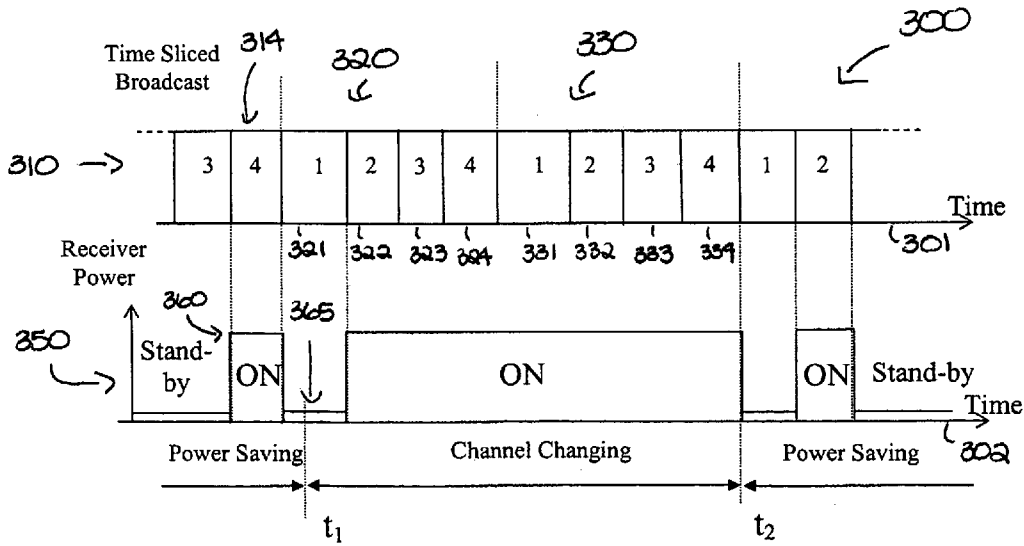 Time Sliced
Broadcast
314
320
330
300
310
3 4 1 2 3 4 1 2 3 4 1 2
Time
321 322 323 324 331 332 333 334
301
Receiver
Power
360
365
350
Stand-
by
ON
ON
ON
Stand-by
Time
302
Power Saving
Channel Changing
Power Saving
t1
t2